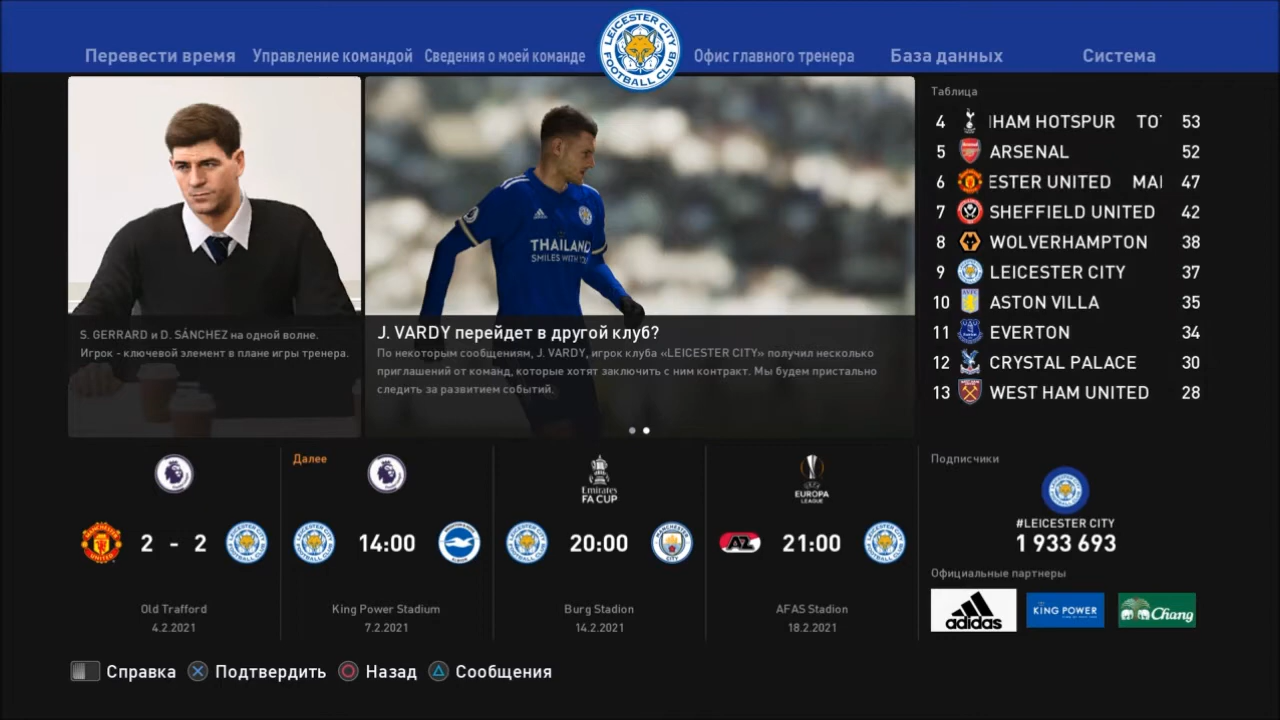 Перевести время
Управление командой
Сведения о моей команде
LEICESTER CITY
FOOTBALL CLUB
Офис главного тренера
База данных
Система
S. GERRARD и D. SÁNCHEZ на одной волне.
Игрок - ключевой элемент в плане игры тренера.
THAILAND
SMILES WITH YOU
J. VARDY перейдет в другой клуб?
По некоторым сообщениям, J. VARDY, игрок клуба «LEICESTER CITY» получил несколько
приглашений от команд, которые хотят заключить с ним контракт. Мы будем пристально
следить за развитием событий.
Таблица
4 HAM HOTSPUR TO 53
5 ARSENAL 52
6 ESTER UNITED MA 47
7 SHEFFIELD UNITED 42
8 WOLVERHAMPTON 38
9 LEICESTER CITY 37
10 ASTON VILLA 35
11 EVERTON 34
12 CRYSTAL PALACE 30
13 WEST HAM UNITED 28
2 - 2
Old Trafford
4.2.2021
Далее
14:00
King Power Stadium
7.2.2021
Emirates
FA CUP
20:00
Burg Stadion
14.2.2021
EUROPA
LEAGUE
AZ
21:00
AFAS Stadion
18.2.2021
Подписчики
#LEICESTER CITY
1 933 693
Официальные партнеры
adidas
KING POWER
Chang
Справка
Подтвердить
Назад
Сообщения